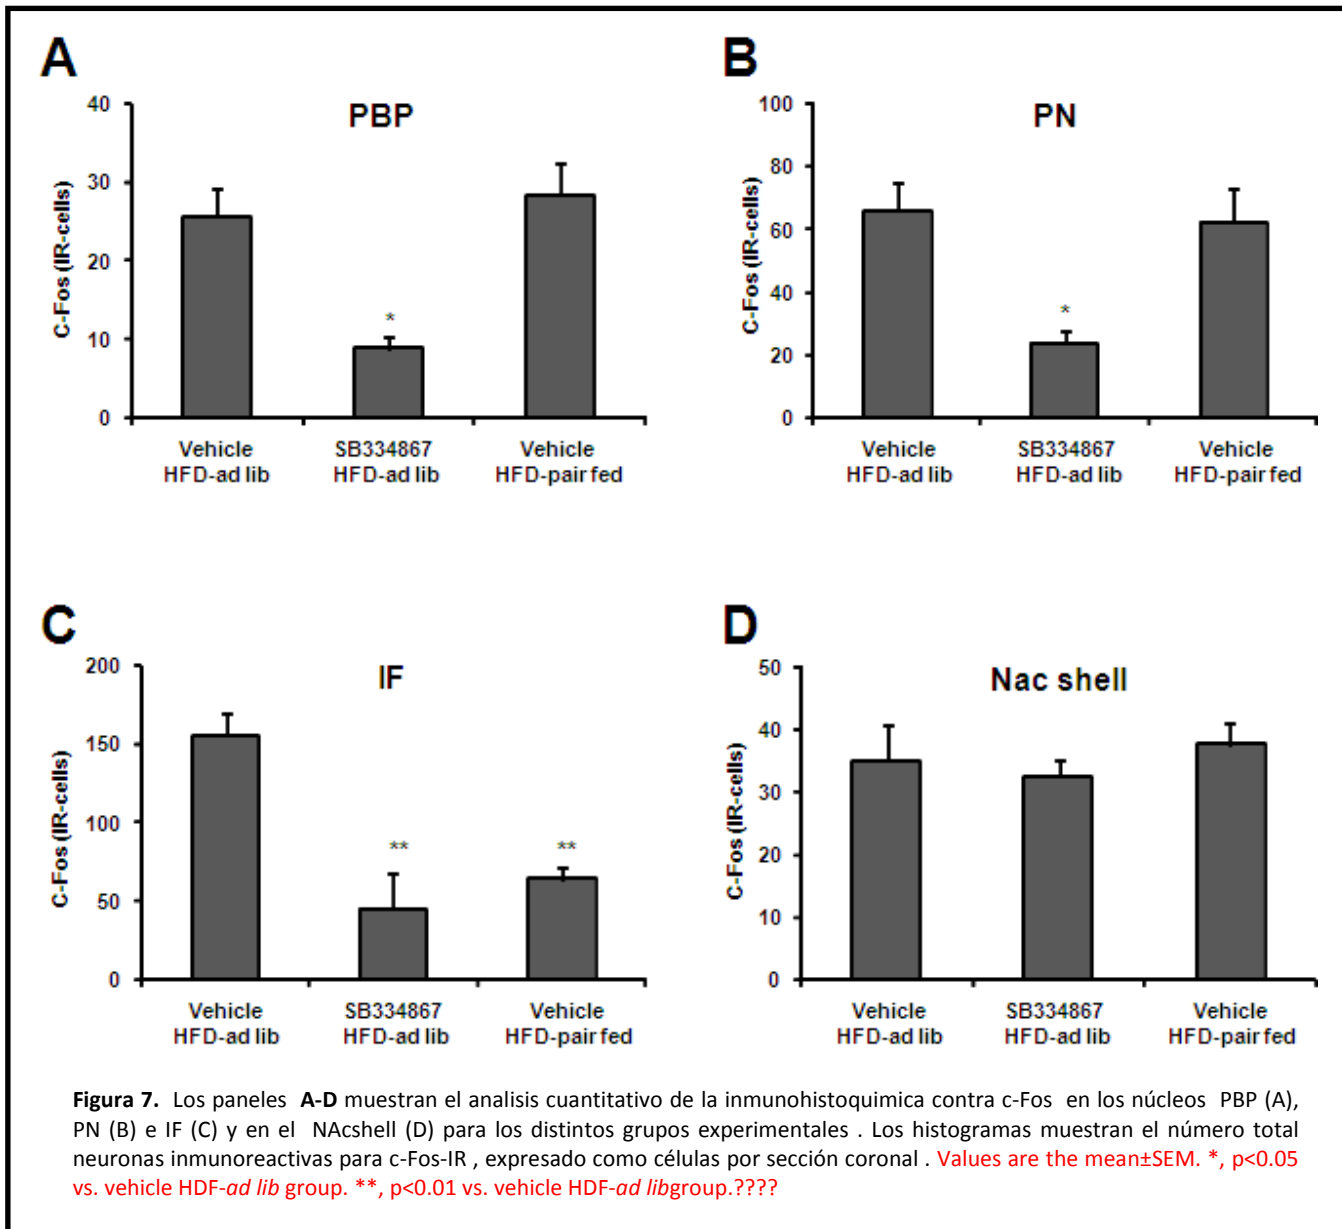 A
PBP
C-Fos (IR-cells)
40
30
20
10
0
*
Vehicle
HFD-ad lib
SB334867
HFD-ad lib
Vehicle
HFD-pair fed
B
PN
C-Fos (IR-cells)
100
80
60
40
20
0
*
Vehicle
HFD-ad lib
SB334867
HFD-ad lib
Vehicle
HFD-pair fed
C
IF
C-Fos (IR-cells)
200
150
100
50
0
**
**
Vehicle
HFD-ad lib
SB334867
HFD-ad lib
Vehicle
HFD-pair fed
D
Nac shell
C-Fos (IR-cells)
50
40
30
20
10
0
Vehicle
HFD-ad lib
SB334867
HFD-ad lib
Vehicle
HFD-pair fed
Figura 7. Los paneles A-D muestran el analisis cuantitativo de la inmunohistoquimica contra c-Fos en los núcleos PBP (A),
PN (B) e IF (C) y en el NAcshell (D) para los distintos grupos experimentales . Los histogramas muestran el número total
neuronas inmunoreactivas para c-Fos-IR , expresado como células por sección coronal . Values are the mean±SEM. *, p<0.05
vs. vehicle HDF-ad lib group. **, p<0.01 vs. vehicle HDF-ad libgroup.????